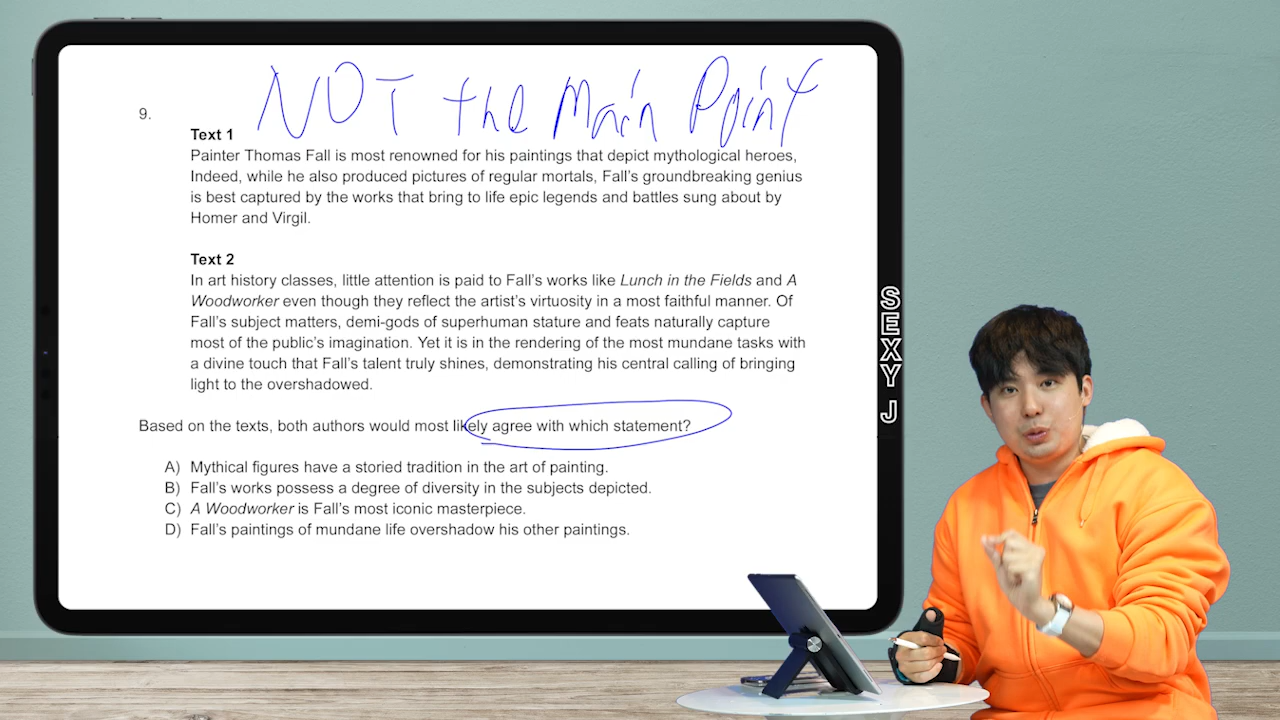 NOT the Main Point
9.
Text 1
Painter Thomas Fall is most renowned for his paintings that depict mythological heroes,
Indeed, while he also produced pictures of regular mortals, Fall's groundbreaking genius
is best captured by the works that bring to life epic legends and battles sung about by
Homer and Virgil.
Text 2
In art history classes, little attention is paid to Fall's works like Lunch in the Fields and A
Woodworker even though they reflect the artist's virtuosity in a most faithful manner. Of
Fall's subject matters, demi-gods of superhuman stature and feats naturally capture
most of the public's imagination. Yet it is in the rendering of the most mundane tasks with
a divine touch that Fall's talent truly shines, demonstrating his central calling of bringing
light to the overshadowed.
Based on the texts, both authors would most likely agree with which statement?
A) Mythical figures have a storied tradition in the art of painting.
B) Fall's works possess a degree of diversity in the subjects depicted.
C) A Woodworker is Fall's most iconic masterpiece.
D) Fall's paintings of mundane life overshadow his other paintings.
SEXY J